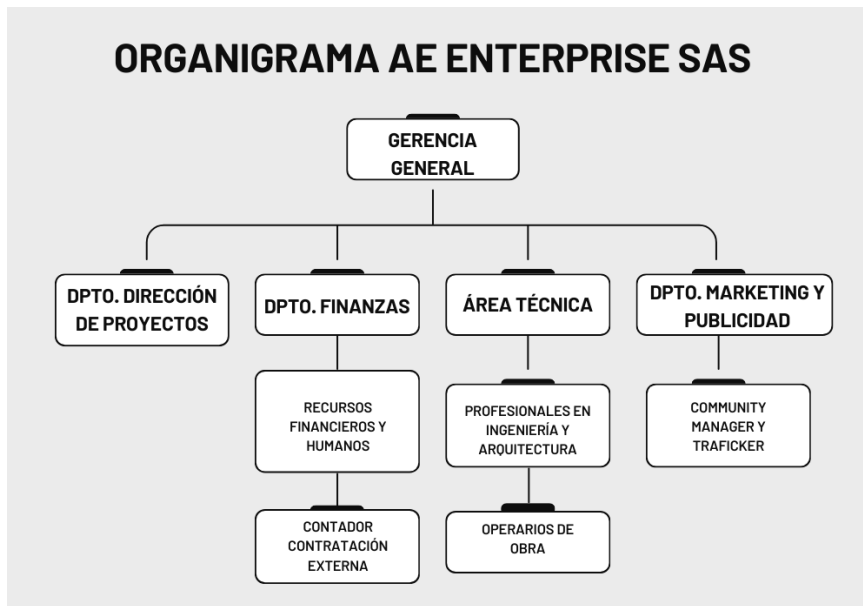 ORGANIGRAMA AE ENTERPRISE SAS
GERENCIA
GENERAL
DPTO. DIRECCIÓN
DE PROYECTOS
DPTO. FINANZAS
ÁREA TÉCNICA
DPTO. MARKETING Y
PUBLICIDAD
RECURSOS
FINANCIEROS Y
HUMANOS
PROFESIONALES EN
INGENIERÍA Y
ARQUITECTURA
COMMUNITY
MANAGER Y
TRAFICKER
CONTADOR
CONTRATACIÓN
EXTERNA
OPERARIOS DE
OBRA